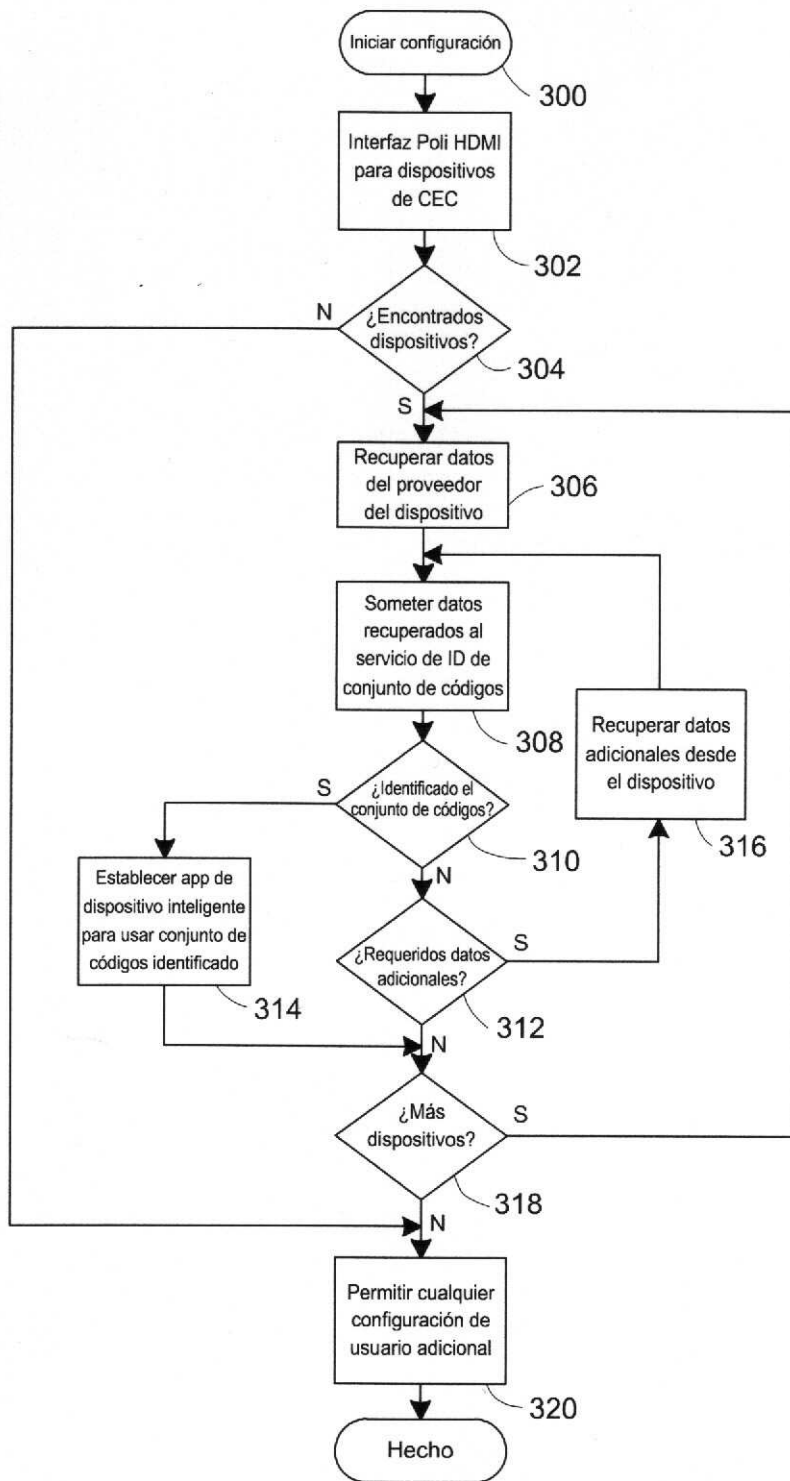 Iniciar configuración
300
Interfaz Poli HDMI
para dispositivos
de CEC
302
¿Encontrados
dispositivos?
N
304
S
Recuperar datos
del proveedor
del dispositivo
306
Someter datos
recuperados al
servicio de ID de
conjunto de códigos
308
Recuperar datos
adicionales desde
el dispositivo
316
¿Identificado el
conjunto de códigos?
S
310
N
Establecer app de
dispositivo inteligente
para usar conjunto de
códigos identificado
314
¿Requeridos datos
adicionales?
S
312
N
¿Más
dispositivos?
S
318
N
Permitir cualquier
configuración de
usuario adicional
320
Hecho